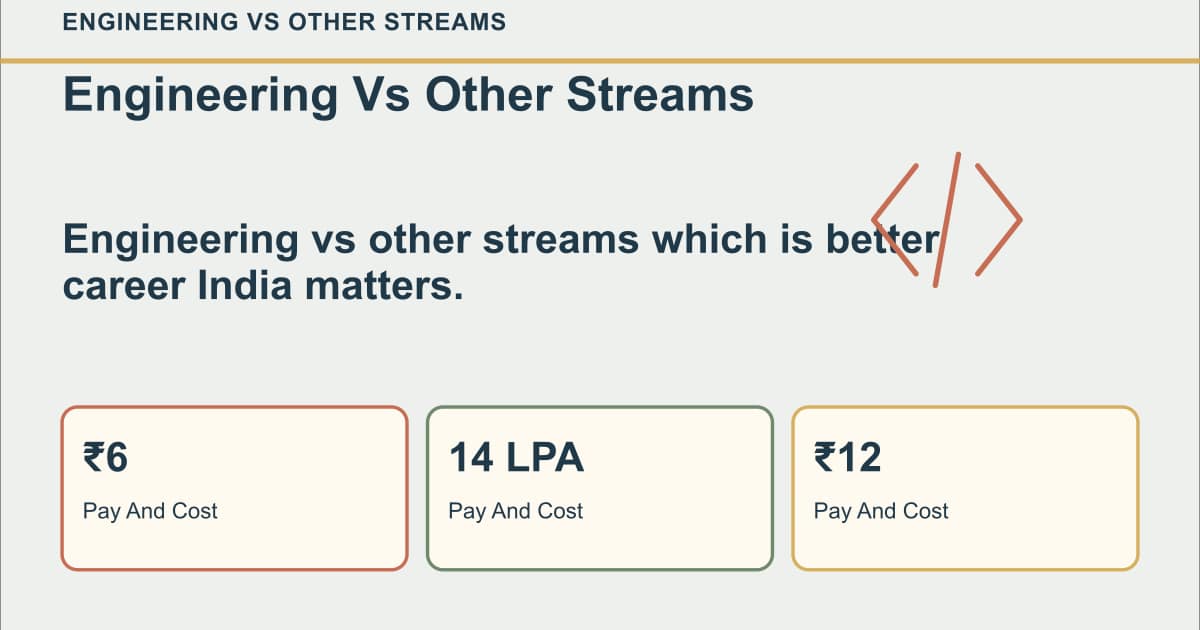 ENGINEERING VS OTHER STREAMS
Engineering Vs Other Streams
Engineering vs other streams which is better
career India matters.
₹6
Pay And Cost
14 LPA
Pay And Cost
₹12
Pay And Cost